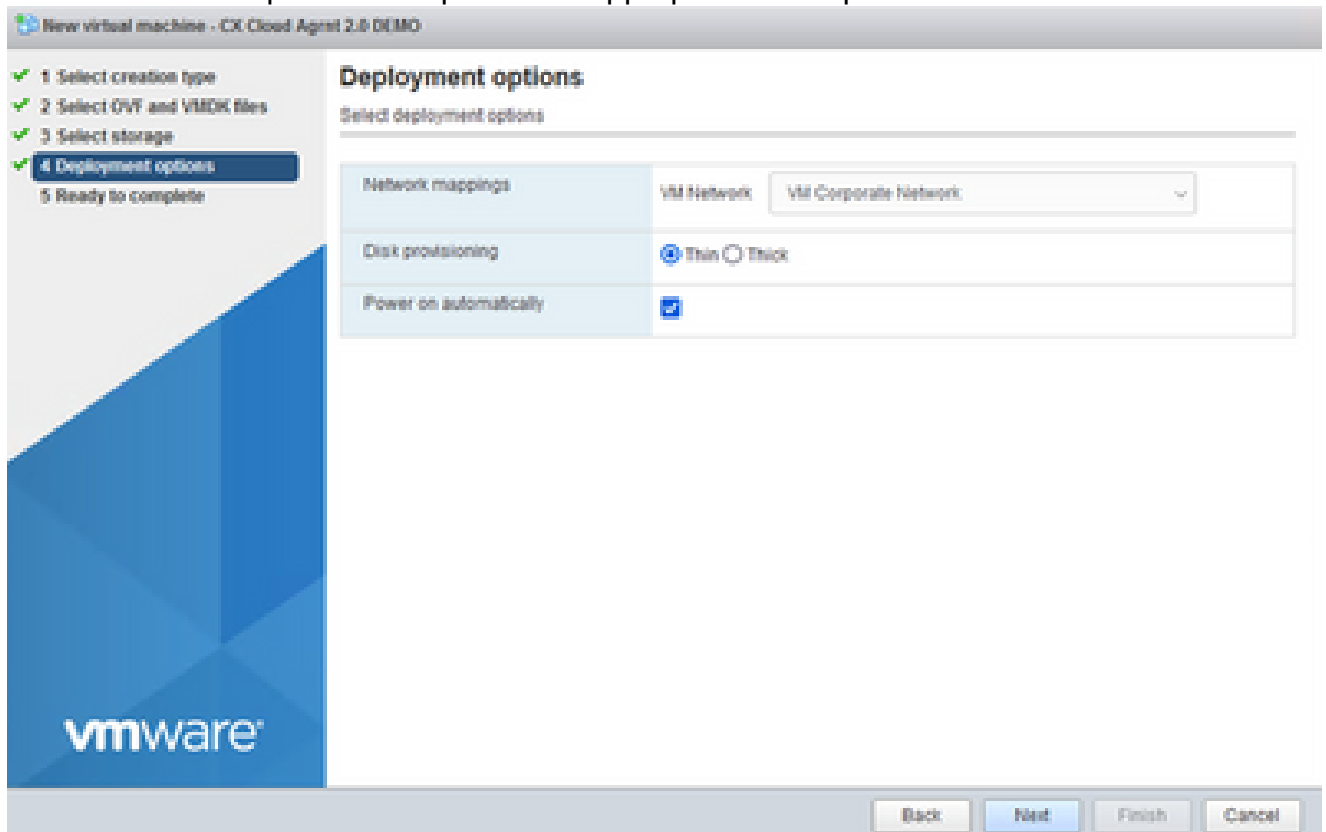 New virtual machine - CX Cloud Agrnt 2.0 DEMO
1 Select creation type
2 Select OVF and VMDK files
3 Select storage
4 Deployment options
5 Ready to complete
Deployment options
Select deployment options
Network mappings
VM Network VM Corporate Network
Disk provisioning
Thin Thick
Power on automatically
vmware
Back Next Finish Cancel